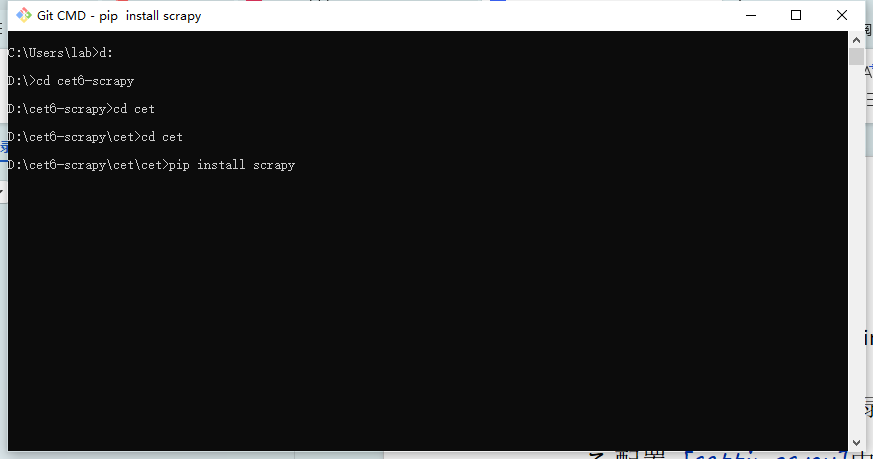 Git CMD - pip  install scrapy
C:\Users\lab>d:
D:\>cd cet6-scrapy
D:\cet6-scrapy>cd cet
D:\cet6-scrapy\cet>cd cet
D:\cet6-scrapy\cet\cet>pip install scrapy